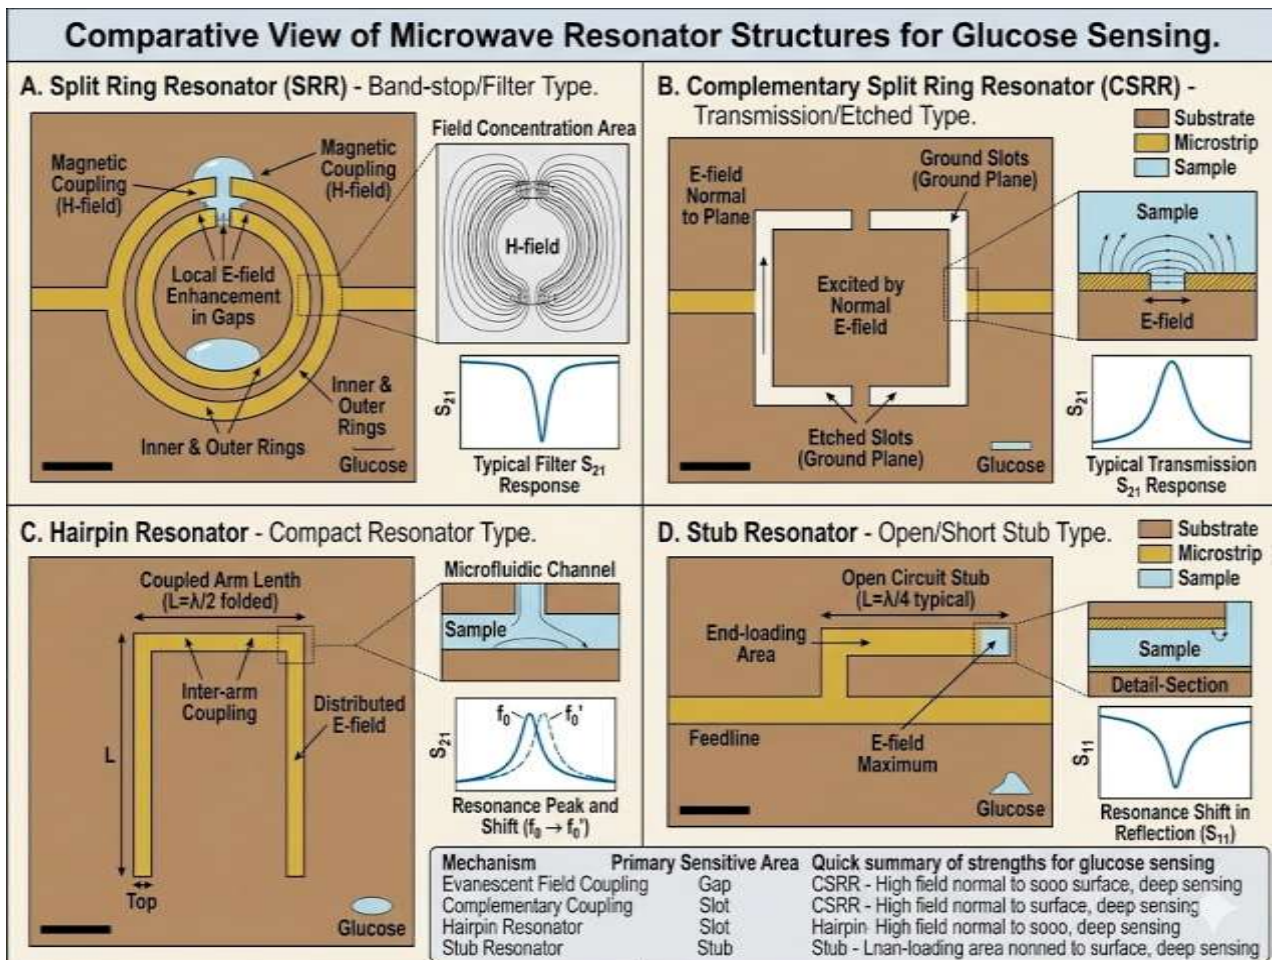 Comparative View of Microwave Resonator Structures for Glucose Sensing.
A. Split Ring Resonator (SRR) - Band-stop/Filter Type.
Magnetic
Coupling
(H-field)
Magnetic
Coupling
(H-field)
Local E-field
Enhancement
in Gaps
Inner &
Outer
Rings
Inner & Outer Rings
Glucose
Field Concentration Area
H-field
S21
Typical Filter S21
Response
B. Complementary Split Ring Resonator (CSRR) -
Transmission/Etched Type.
Substrate
Microstrip
Sample
E-field
Normal
to Plane
Ground Slots
(Ground Plane)
Excited by
Normal
E-field
Etched Slots
(Ground Plane)
Glucose
Sample
E-field
S21
Typical Transmission
S21 Response
C. Hairpin Resonator - Compact Resonator Type.
Coupled Arm Lenth
(L=λ/2 folded)
Inter-arm
Coupling
Distributed
E-field
L
Top
Glucose
Microfluidic Channel
Sample
f0 f0'
S21
Resonance Peak and
Shift (f0 → f0')
D. Stub Resonator - Open/Short Stub Type.
Substrate
Microstrip
Sample
Open Circuit Stub
(L=λ/4 typical)
End-loading
Area
Feedline
E-field
Maximum
Glucose
Sample
Detail-Section
S11
Resonance Shift in
Reflection (S11)
Mechanism Primary Sensitive Area Quick summary of strengths for glucose sensing
Evanescent Field Coupling Gap CSRR - High field normal to sooo surface, deep sensing
Complementary Coupling Slot CSRR - High field normal to surface, deep sensing
Hairpin Resonator Slot Hairpin- High field normal to sooo, deep sensing
Stub Resonator Stub Stub - Lnan-loading area nonned to surface, deep sensing